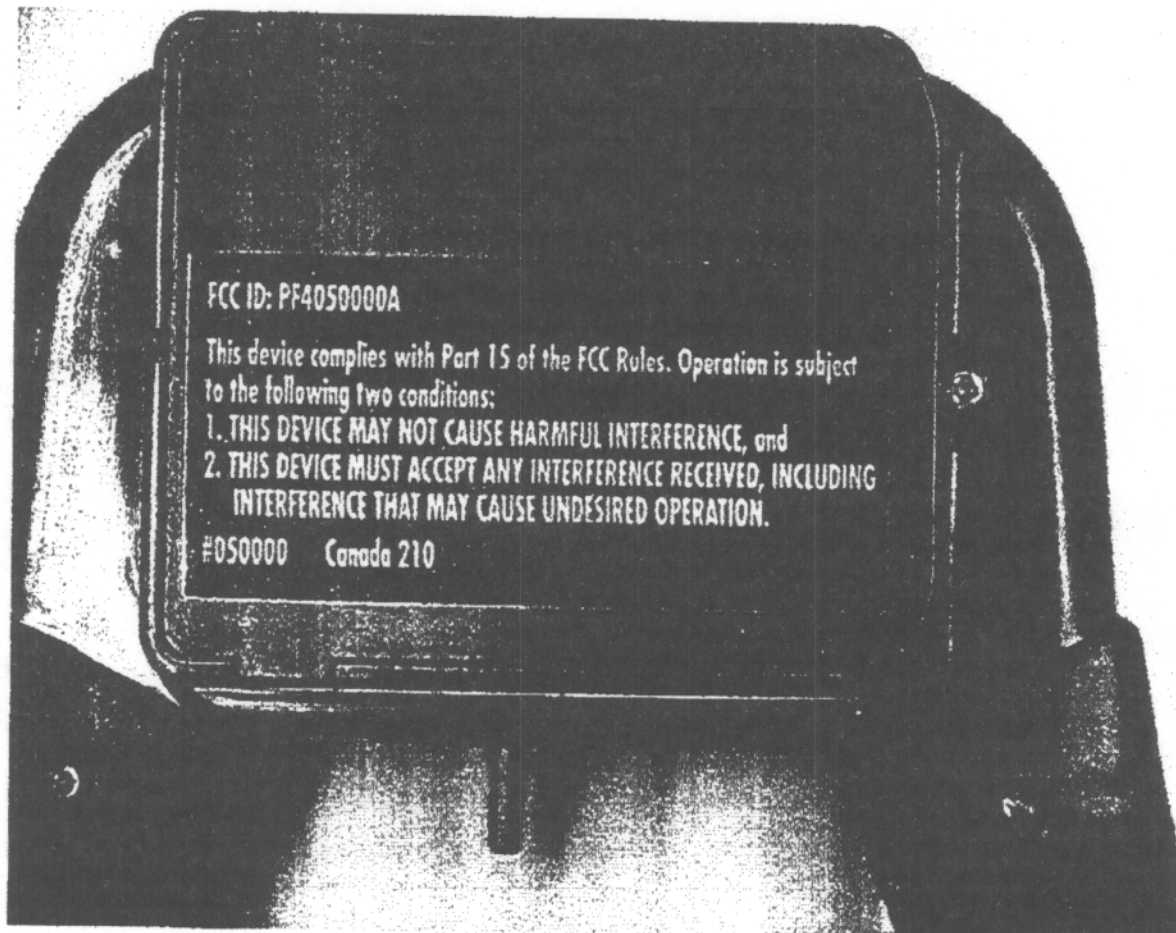 FCC ID: PF4050000A
This device complies with Part 15 of the FCC Rules. Operation is subject
to the following two conditions:
1. THIS DEVICE MAY NOT CAUSE HARMFUL INTERFERENCE, and
2. THIS DEVICE MUST ACCEPT ANY INTERFERENCE RECEIVED, INCLUDING
INTERFERENCE THAT MAY CAUSE UNDESIRED OPERATION.
#050000 Canada 210